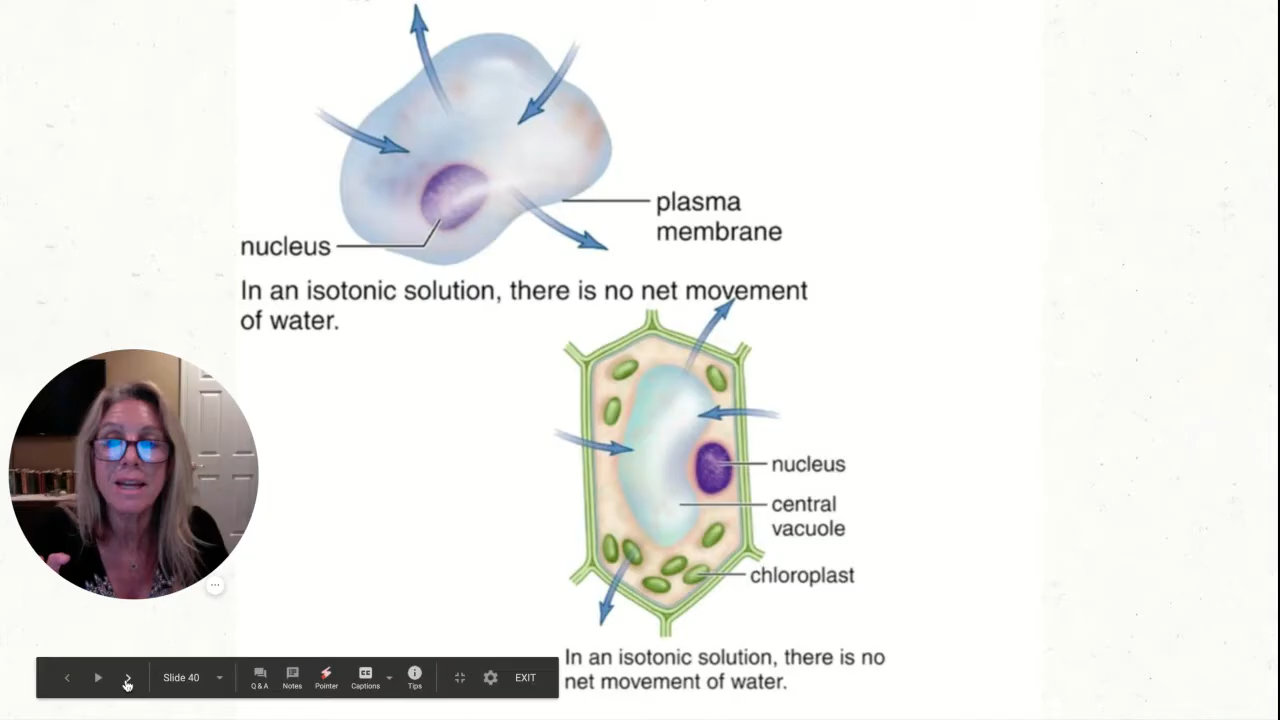 plasma
membrane
nucleus
In an isotonic solution, there is no net movement
of water.
nucleus
central
vacuole
chloroplast
In an isotonic solution, there is no
net movement of water.
Slide 40
Q & A
Notes
Pointer
Captions
Tips
EXIT